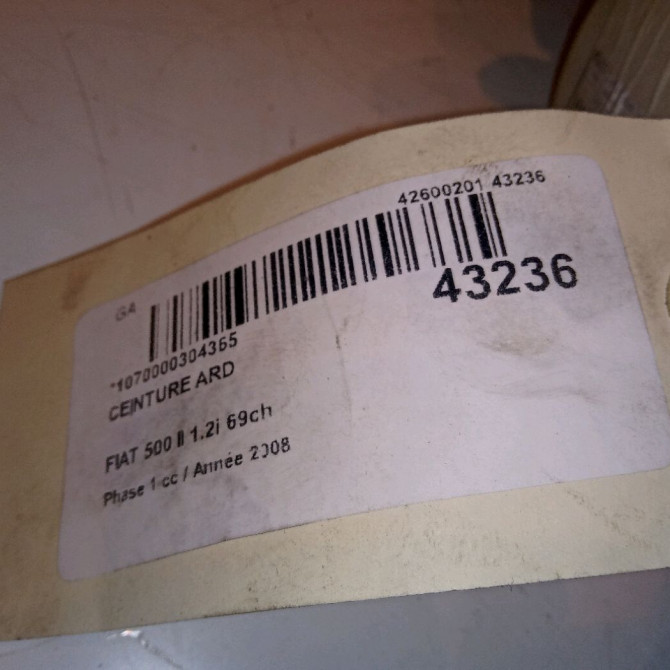 42600201 43236
GA
43236
*1070000304365
CEINTURE ARD
FIAT 500 II 1.2i 69ch
Phase 1 cc / Année 2008